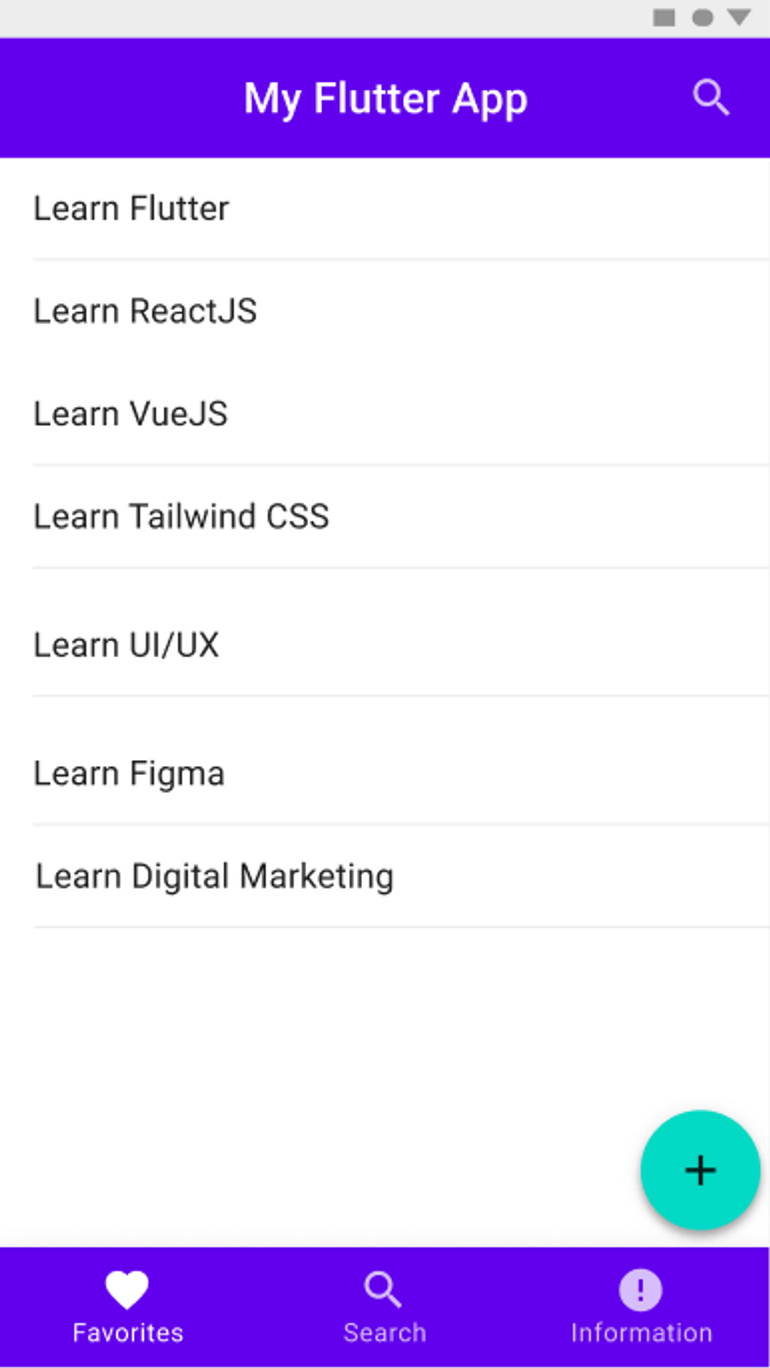 My Flutter App
Learn Flutter
Learn ReactJS
Learn VueJS
Learn Tailwind CSS
Learn UI/UX
Learn Figma
Learn Digital Marketing
Favorites
Search
Information